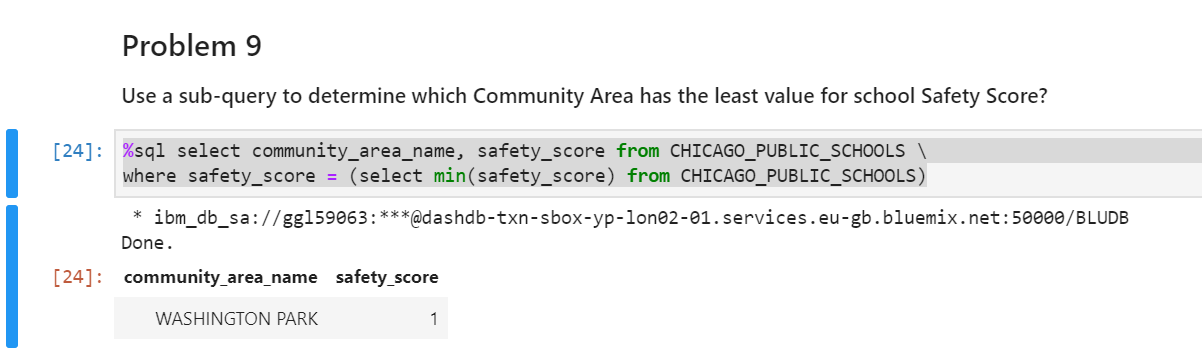 Problem 9
Use a sub-query to determine which Community Area has the least value for school Safety Score?
[24]: %sql select community_area_name, safety_score from CHICAGO_PUBLIC_SCHOOLS \
where safety_score = (select min(safety_score) from CHICAGO_PUBLIC_SCHOOLS)
* ibm_db_sa://ggl59063:***@dashdb-txn-sbox-yp-lon02-01.services.eu-gb.bluemix.net:50000/BLUDB
Done.
[24]: community_area_name safety_score
WASHINGTON PARK 1